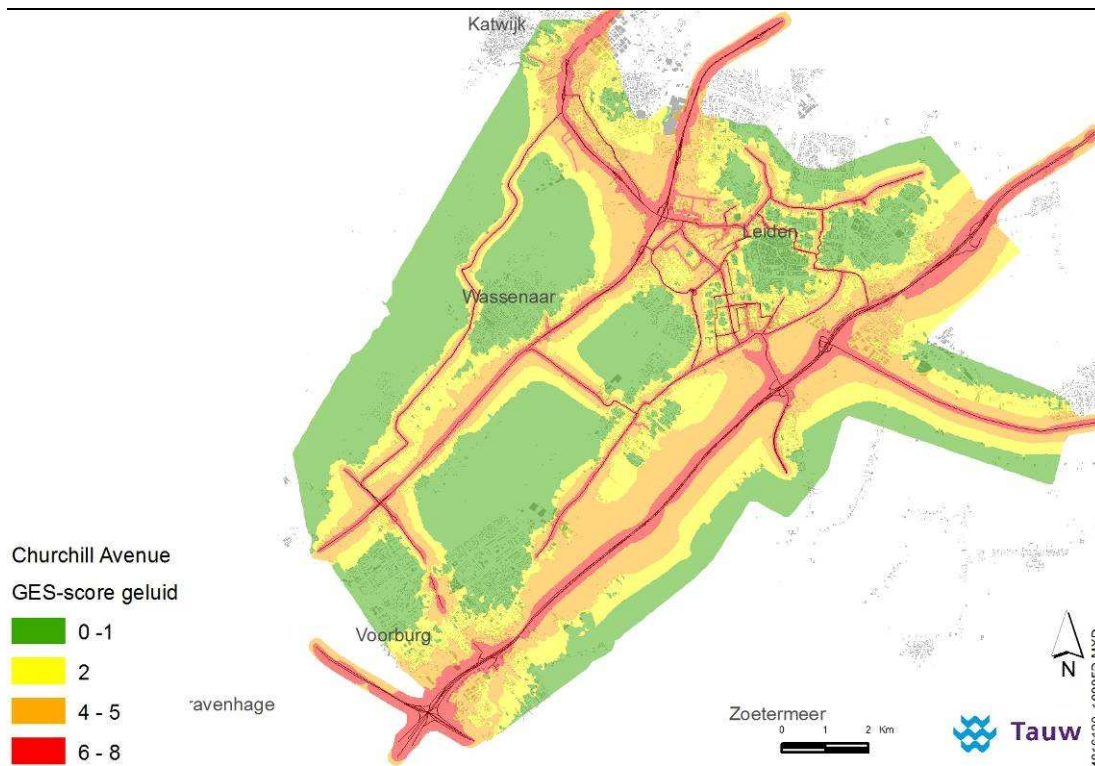 Katwijk
Leiden
Wassenaar
Churchill Avenue
GES-score geluid
0 -1
2
4 - 5
6 - 8
Voorburg
ravenhage
Zoetermeer
0 1 2 Km
N
Tauw